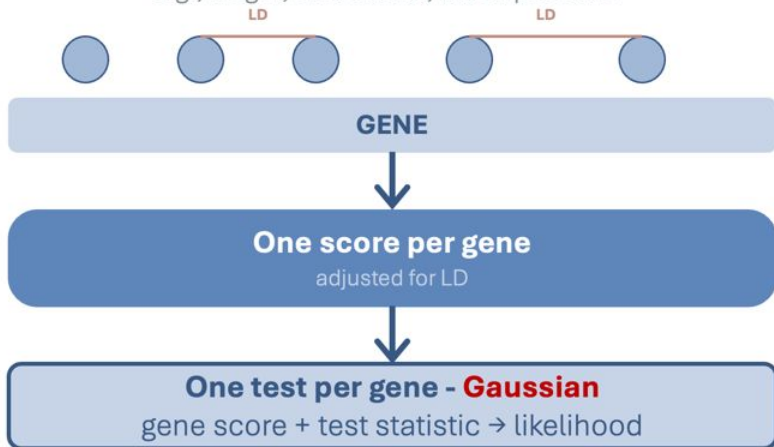 LD LD
GENE
One score per gene
adjusted for LD
One test per gene - Gaussian
gene score + test statistic → likelihood